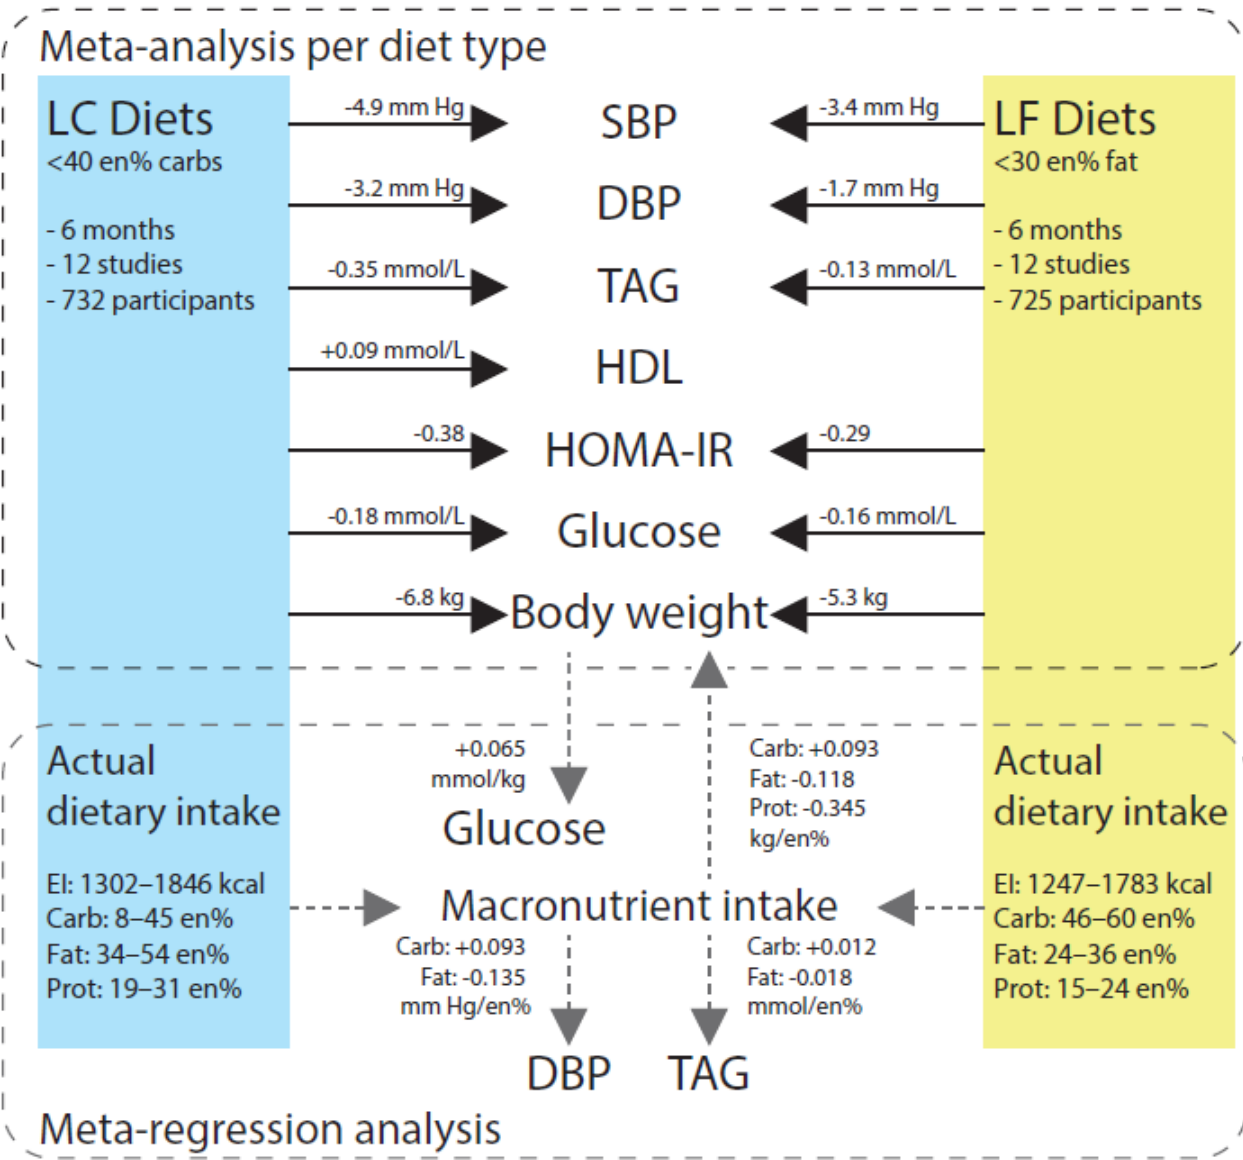 Meta-analysis per diet type
LC Diets
<40 en% carbs
- 6 months
- 12 studies
- 732 participants
-4.9 mm Hg
SBP
-3.4 mm Hg
-3.2 mm Hg
DBP
-1.7 mm Hg
-0.35 mmol/L
TAG
-0.13 mmol/L
+0.09 mmol/L
HDL
-0.38
HOMA-IR
-0.29
-0.18 mmol/L
Glucose
-0.16 mmol/L
-6.8 kg
Body weight
-5.3 kg
LF Diets
<30 en% fat
- 6 months
- 12 studies
- 725 participants
Actual
dietary intake
EI: 1302–1846 kcal
Carb: 8–45 en%
Fat: 34–54 en%
Prot: 19–31 en%
+0.065
mmol/kg
Glucose
Carb: +0.093
Fat: -0.118
Prot: -0.345
kg/en%
Macronutrient intake
Carb: +0.093
Fat: -0.135
mm Hg/en%
Carb: +0.012
Fat: -0.018
mmol/en%
DBP
TAG
Actual
dietary intake
EI: 1247–1783 kcal
Carb: 46–60 en%
Fat: 24–36 en%
Prot: 15–24 en%
Meta-regression analysis